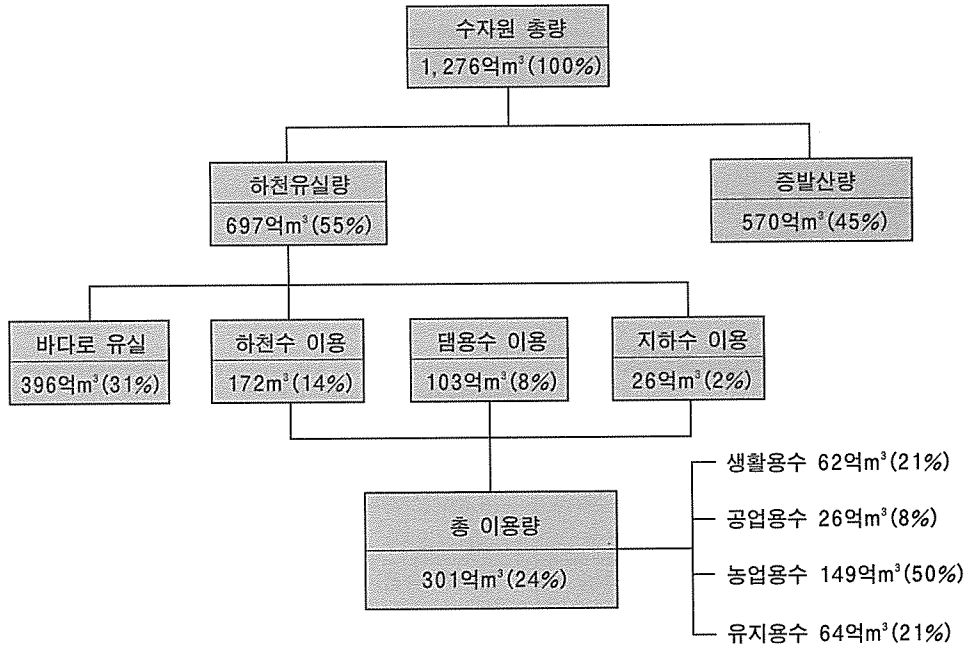 수자원 총량
1,276억m³(100%)
하천유실량
697억m³(55%)
증발산량
570억m³(45%)
바다로 유실
396억m³(31%)
하천수 이용
172m³(14%)
댐용수 이용
103억m³(8%)
지하수 이용
26억m³(2%)
총 이용량
301억m³(24%)
생활용수 62억m³(21%)
공업용수 26억m³(8%)
농업용수 149억m³(50%)
유지용수 64억m³(21%)